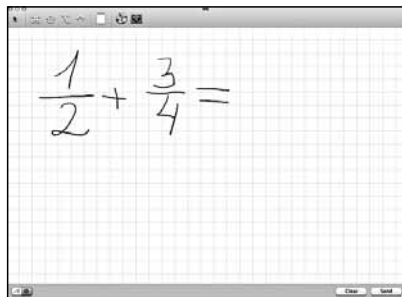 1/2 + 3/4 =
Clear Send